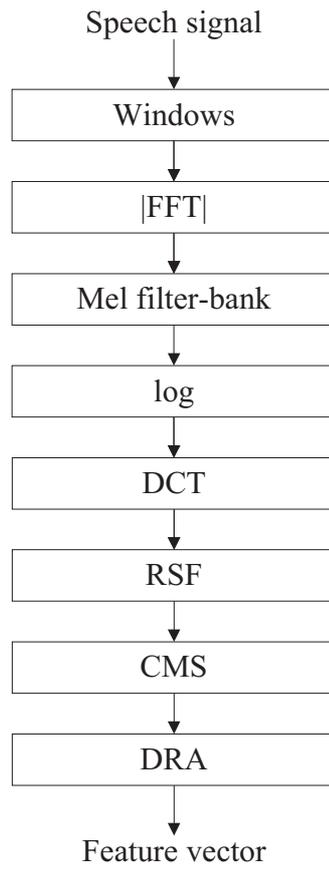 Speech signal
Windows
|FFT|
Mel filter-bank
log
DCT
RSF
CMS
DRA
Feature vector